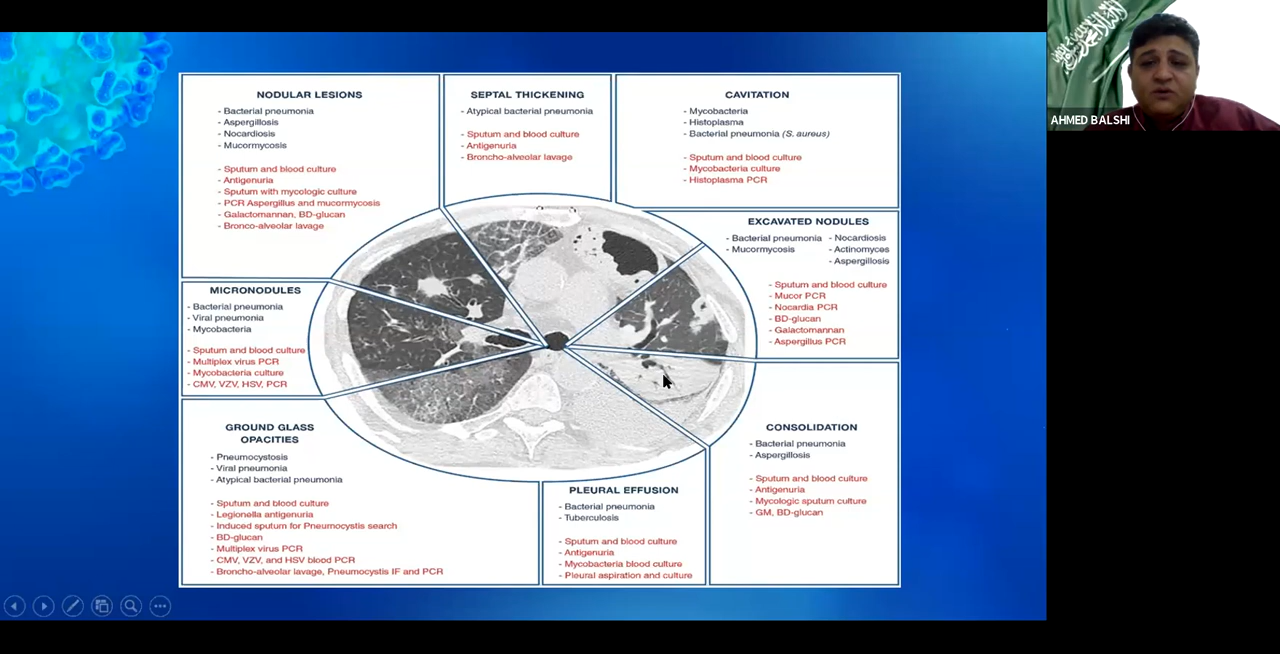 NODULAR LESIONS
- Bacterial pneumonia
- Aspergillosis
- Nocardiosis
- Mucormycosis
- Sputum and blood culture
- Antigenuria
- Sputum with mycologic culture
- PCR Aspergillus and mucormycosis
- Galactomannan, BD-glucan
- Bronco-alveolar lavage
SEPTAL THICKENING
- Atypical bacterial pneumonia
- Sputum and blood culture
- Antigenuria
- Broncho-alveolar lavage
CAVITATION
- Mycobacteria
- Histoplasma
- Bacterial pneumonia (S. aureus)
- Sputum and blood culture
- Mycobacteria culture
- Histoplasma PCR
EXCAVATED NODULES
- Bacterial pneumonia - Nocardiosis
- Mucormycosis - Actinomyces
- Aspergillosis
- Sputum and blood culture
- Mucor PCR
- Nocardia PCR
- BD-glucan
- Galactomannan
- Aspergillus PCR
MICRONODULES
- Bacterial pneumonia
- Viral pneumonia
- Mycobacteria
- Sputum and blood culture
- Multiplex virus PCR
- Mycobacteria culture
- CMV, VZV, HSV, PCR
GROUND GLASS
OPACITIES
- Pneumocystosis
- Viral pneumonia
- Atypical bacterial pneumonia
- Sputum and blood culture
- Legionella antigenuria
- Induced sputum for Pneumocystis search
- BD-glucan
- Multiplex virus PCR
- CMV, VZV, and HSV blood PCR
- Broncho-alveolar lavage, Pneumocystis IF and PCR
PLEURAL EFFUSION
- Bacterial pneumonia
- Tuberculosis
- Sputum and blood culture
- Antigenuria
- Mycobacteria blood culture
- Pleural aspiration and culture
CONSOLIDATION
- Bacterial pneumonia
- Aspergillosis
- Sputum and blood culture
- Antigenuria
- Mycologic sputum culture
- GM, BD-glucan
AHMED BALSHI